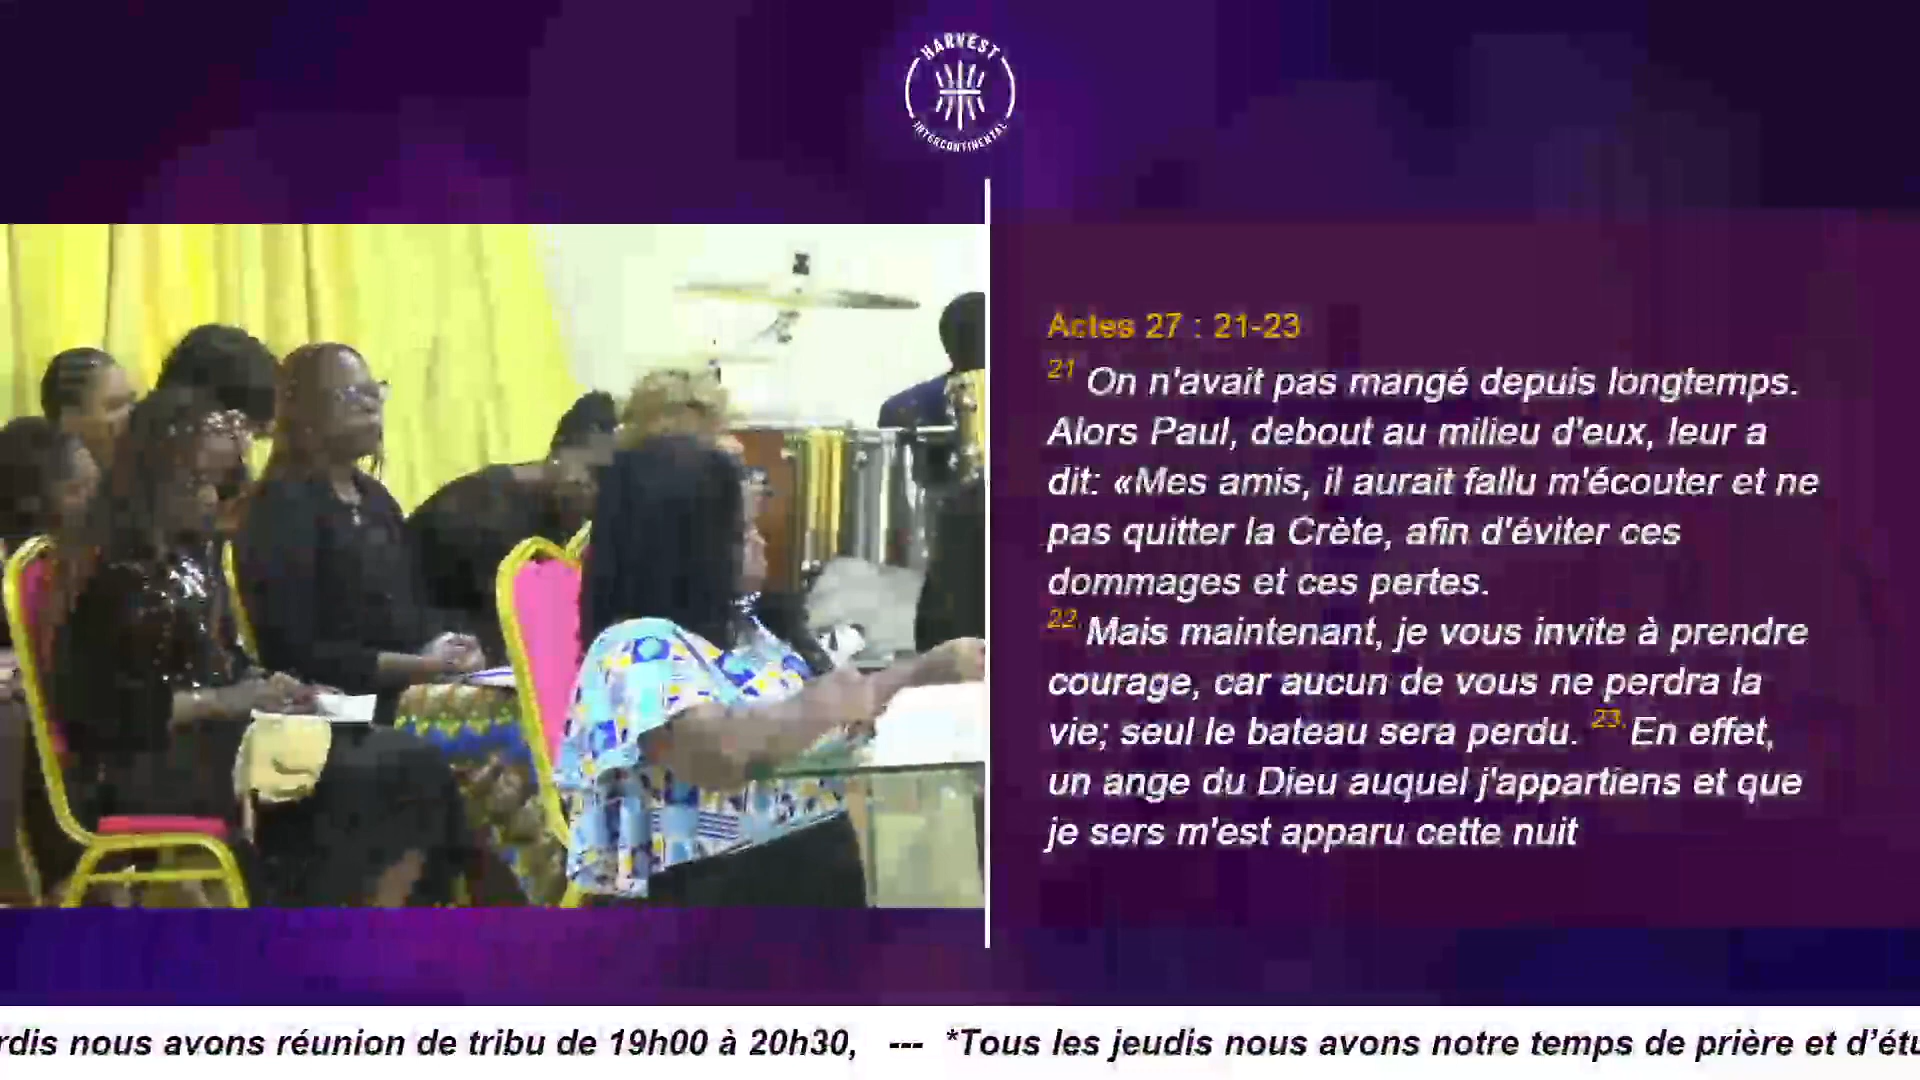 HARVEST
INTERCONTINENTAL
Actes 27 : 21-23
21 On n'avait pas mangé depuis longtemps.
Alors Paul, debout au milieu d'eux, leur a
dit: «Mes amis, il aurait fallu m'écouter et ne
pas quitter la Crète, afin d'éviter ces
dommages et ces pertes.
22 Mais maintenant, je vous invite à prendre
courage, car aucun de vous ne perdra la
vie; seul le bateau sera perdu. 23 En effet,
un ange du Dieu auquel j'appartiens et que
je sers m'est apparu cette nuit
rdis nous avons réunion de tribu de 19h00 à 20h30, --- *Tous les jeudis nous avons notre temps de prière et d'étu